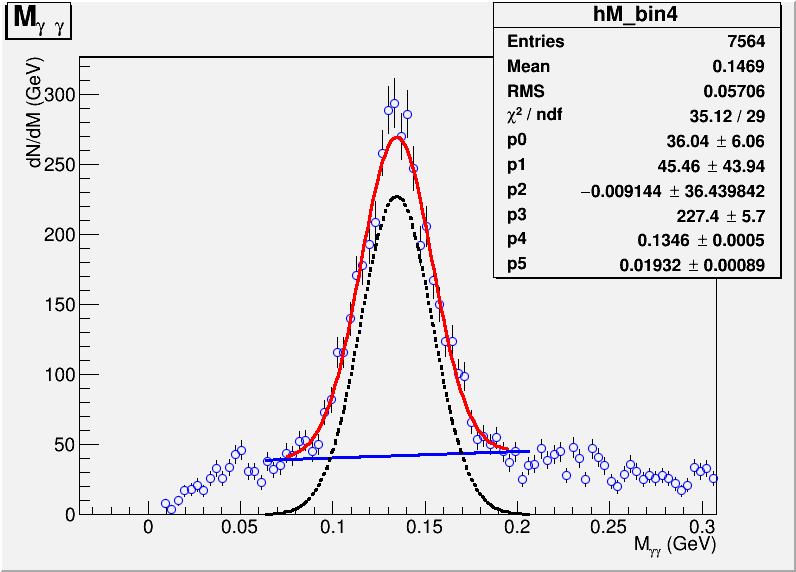 M γ γ
hM_bin4
Entries 7564
Mean 0.1469
RMS 0.05706
χ² / ndf 35.12 / 29
p0 36.04 ± 6.06
p1 45.46 ± 43.94
p2 −0.009144 ± 36.439842
p3 227.4 ± 5.7
p4 0.1346 ± 0.0005
p5 0.01932 ± 0.00089
dN/dM (GeV)
300
250
200
150
100
50
0
0 0.05 0.1 0.15 0.2 0.25 0.3
M γγ (GeV)